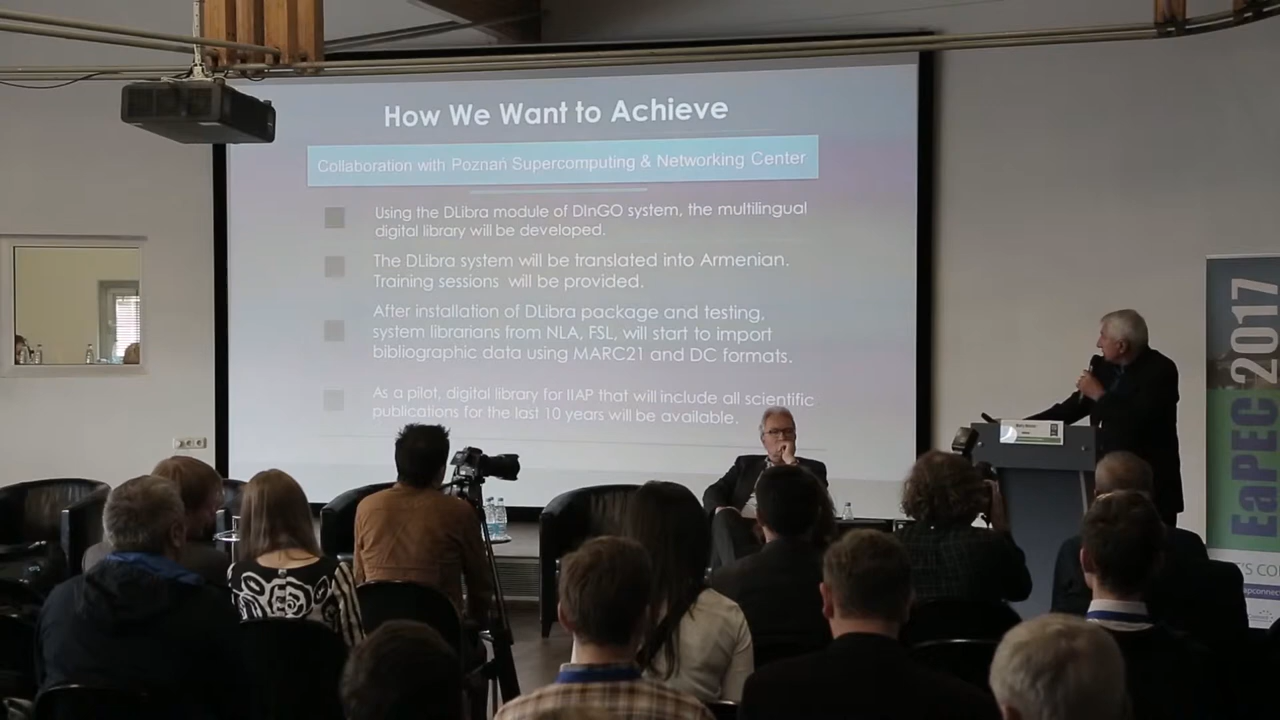 How We Want to Achieve
Collaboration with Poznań Supercomputing & Networking Center
Using the DLibra module of DInGO system, the multilingual
digital library will be developed.
The DLibra system will be translated into Armenian.
Training sessions will be provided.
After installation of DLibra package and testing,
system librarians from NLA, FSL, will start to import
bibliographic data using MARC21 and DC formats.
As a pilot, digital library for IIAP that will include all scientific
publications for the last 10 years will be available.
EaPEC 2017